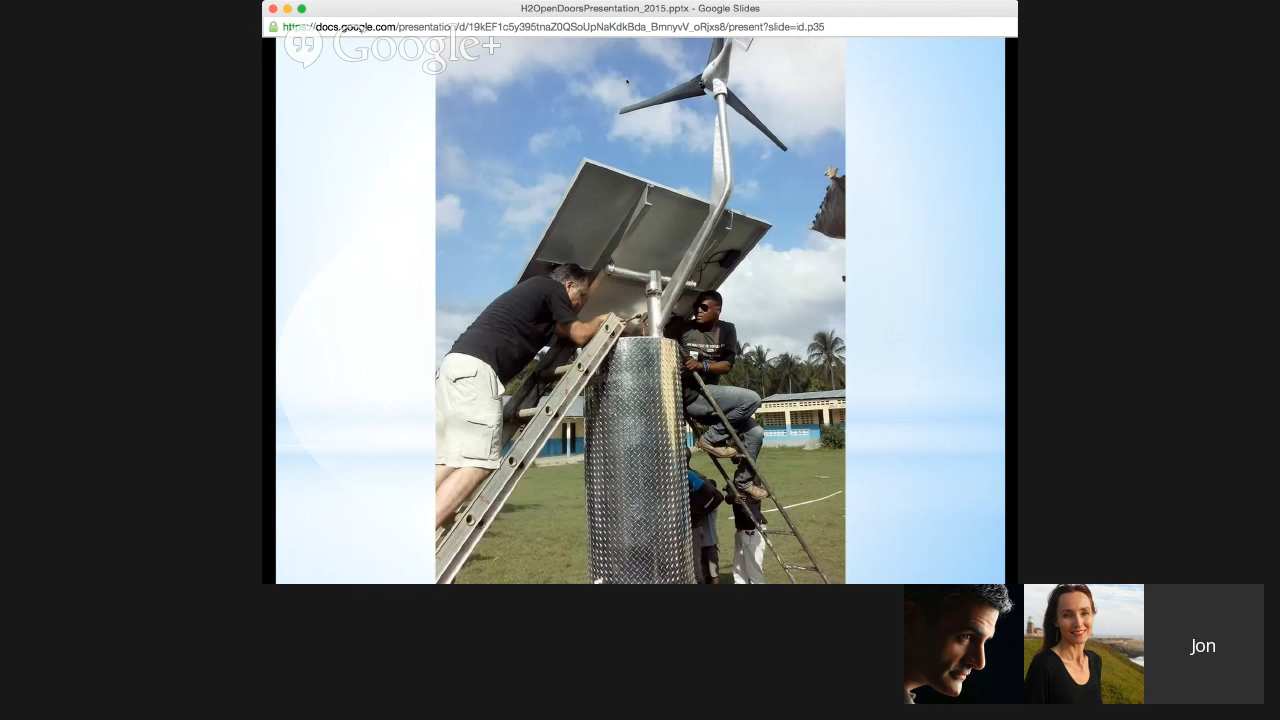 H2OpenDoorsPresentation_2015.pptx - Google Slides
https://docs.google.com/presentation/d/19kEF1c5y395tnaZ0QSoUpNaKdkBda_BmnyvV_oRjxs8/present?slide=id.p35
Google+
Jon